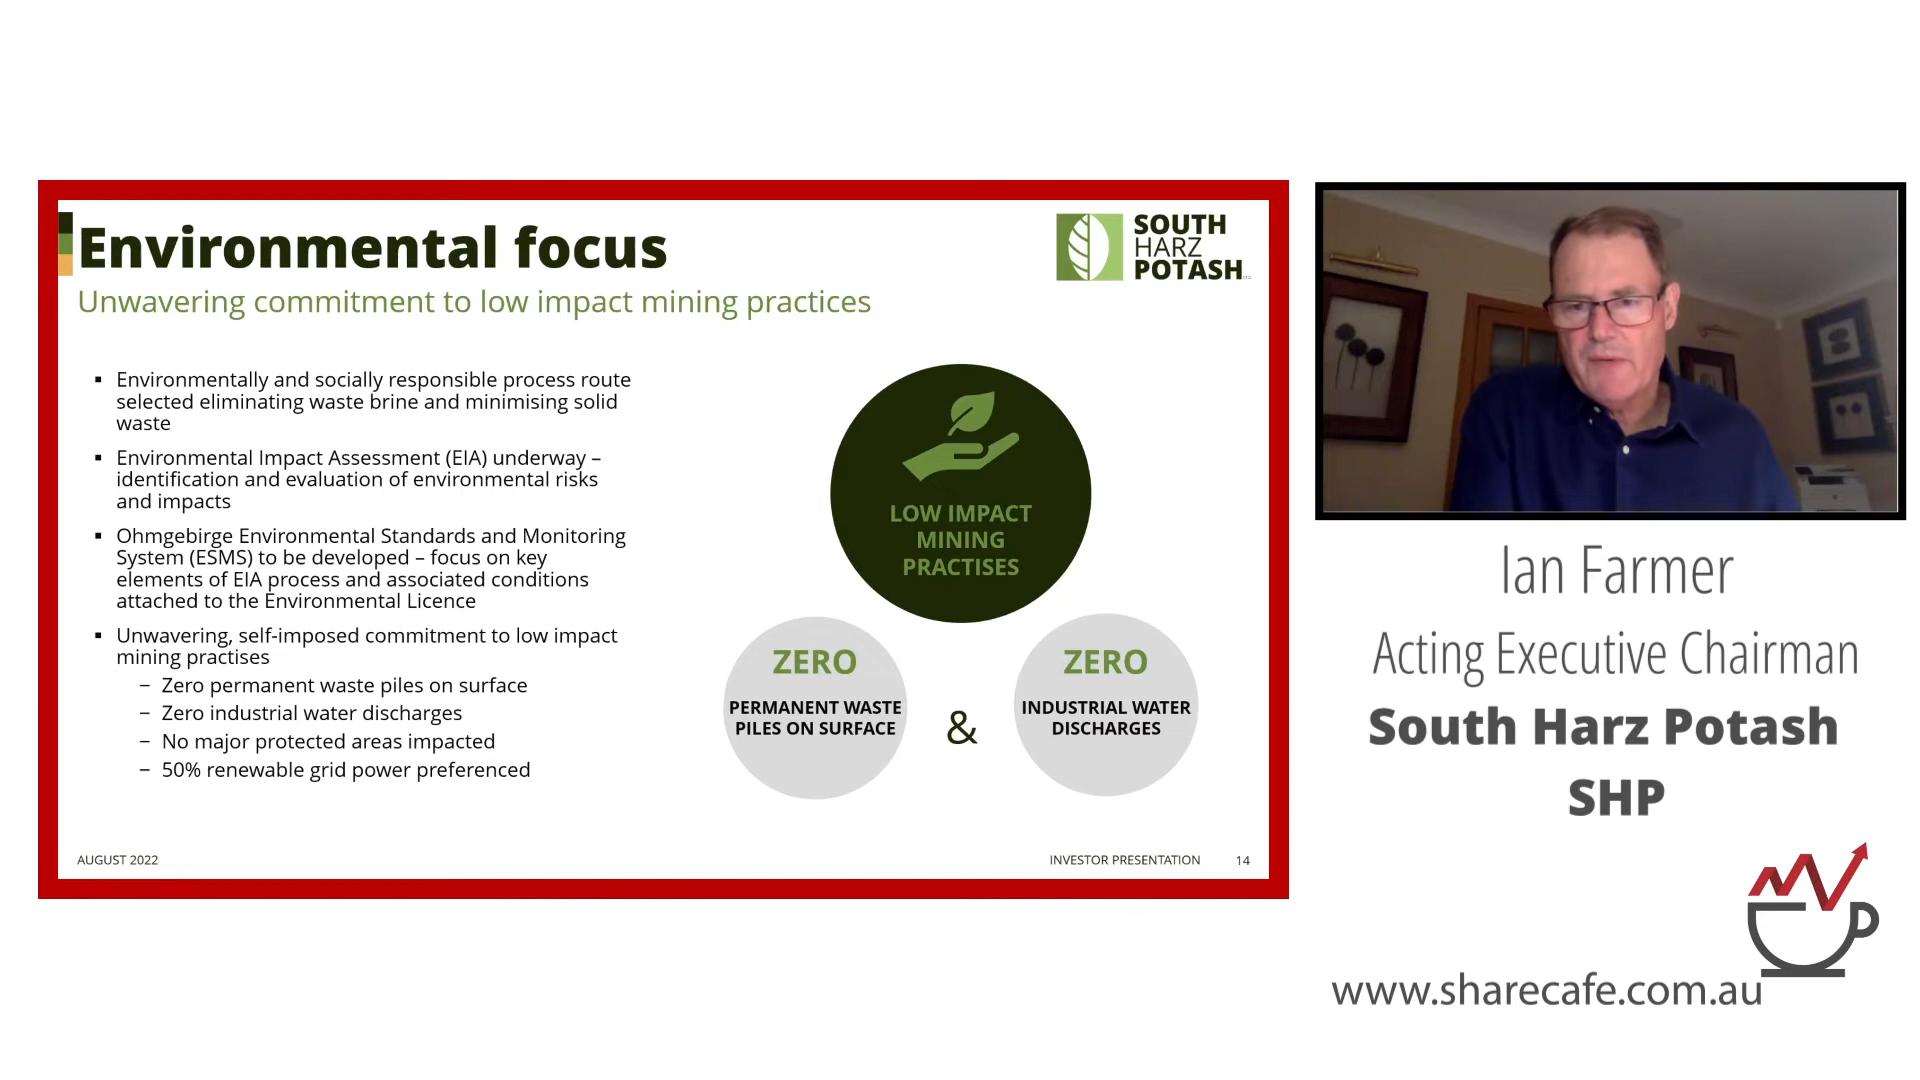 Environmental focus
Unwavering commitment to low impact mining practices
SOUTH
HARZ
POTASH
▪ Environmentally and socially responsible process route
selected eliminating waste brine and minimising solid
waste
▪ Environmental Impact Assessment (EIA) underway –
identification and evaluation of environmental risks
and impacts
▪ Ohmgebirge Environmental Standards and Monitoring
System (ESMS) to be developed – focus on key
elements of EIA process and associated conditions
attached to the Environmental Licence
▪ Unwavering, self-imposed commitment to low impact
mining practises
– Zero permanent waste piles on surface
– Zero industrial water discharges
– No major protected areas impacted
– 50% renewable grid power preferenced
LOW IMPACT
MINING
PRACTISES
ZERO
PERMANENT WASTE
PILES ON SURFACE
&
ZERO
INDUSTRIAL WATER
DISCHARGES
AUGUST 2022
INVESTOR PRESENTATION 14
Ian Farmer
Acting Executive Chairman
South Harz Potash
SHP
www.sharecafe.com.au